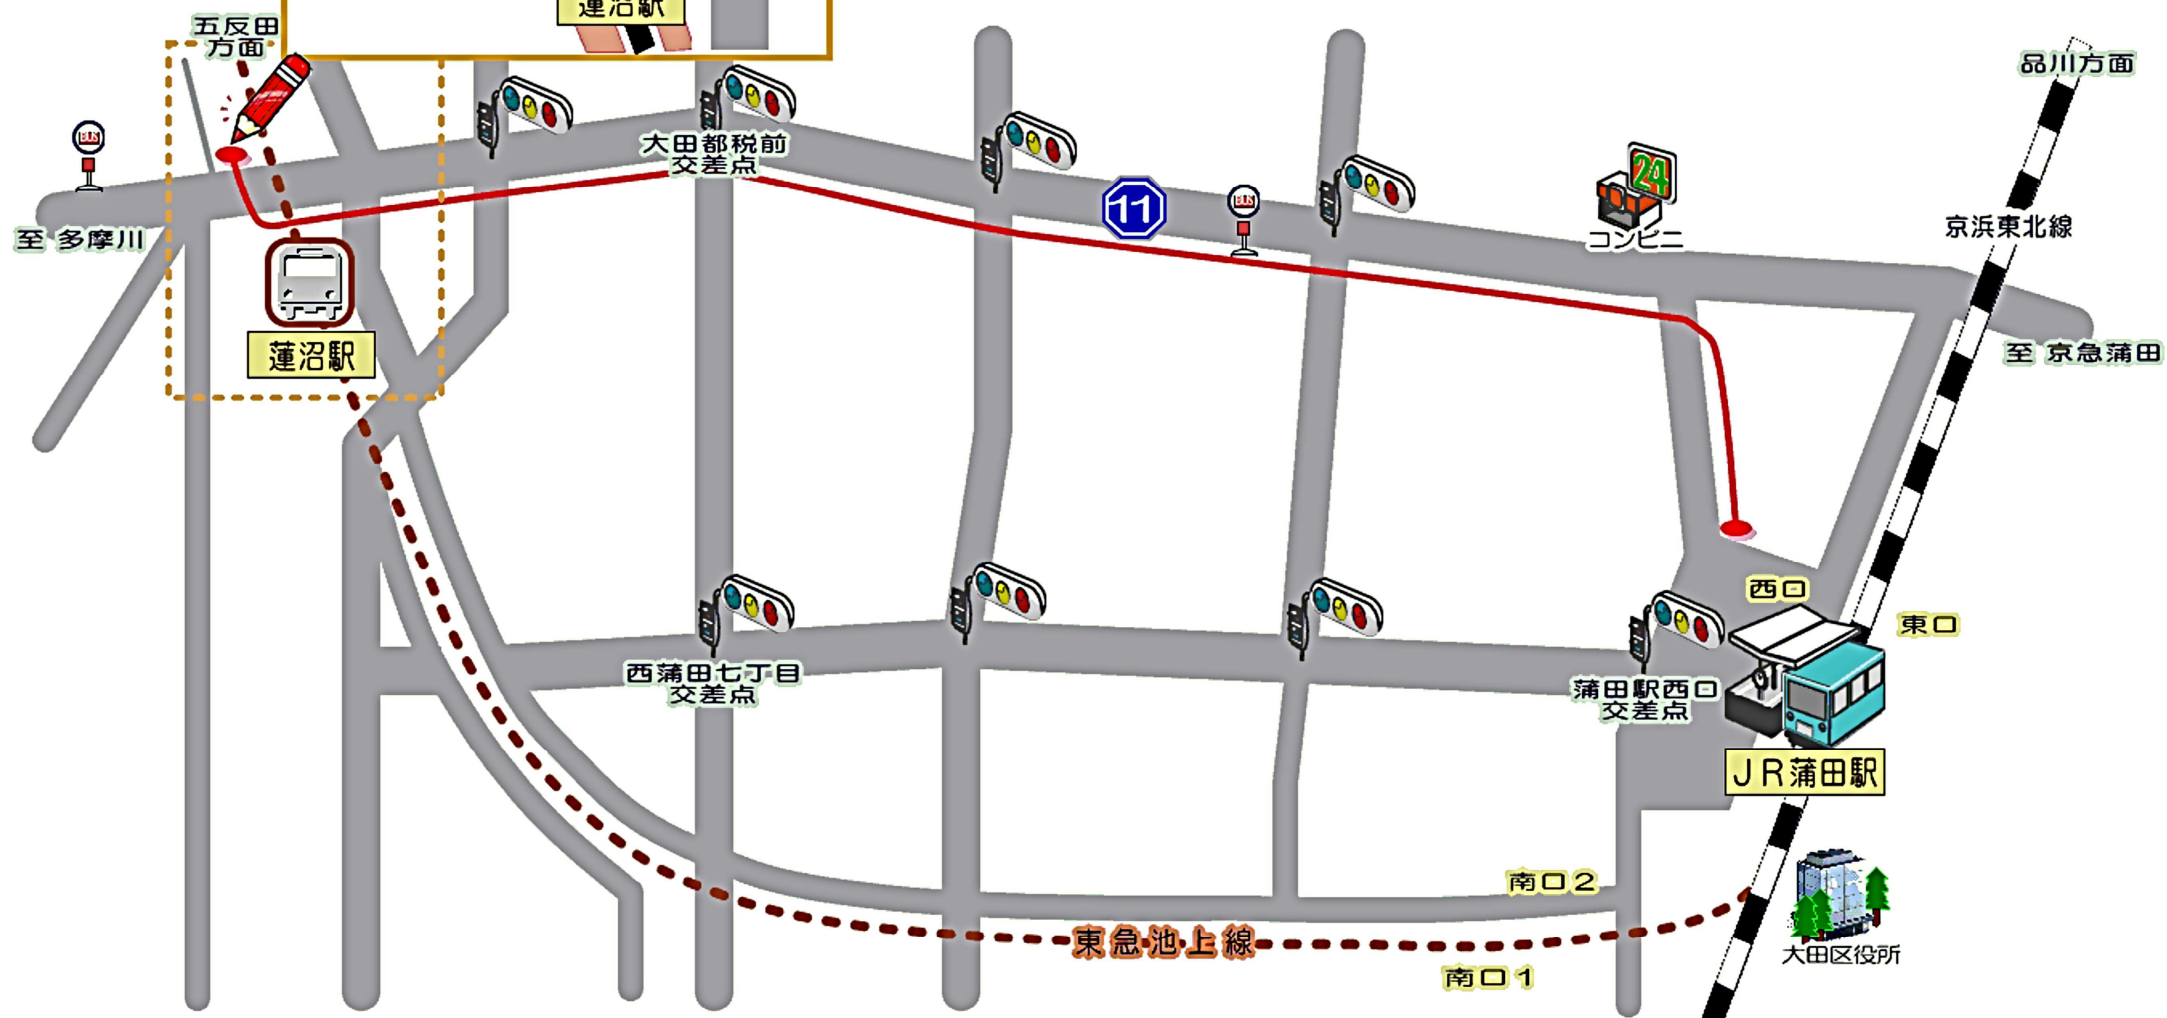 蓮沼駅
五反田
方面
品川方面
大田都税前
交差点
24
11
コンビニ
京浜東北線
至 多摩川
蓮沼駅
至 京急蒲田
西口
東口
西蒲田七丁目
交差点
蒲田駅西口
交差点
JR蒲田駅
南口2
東急池上線
南口1
大田区役所